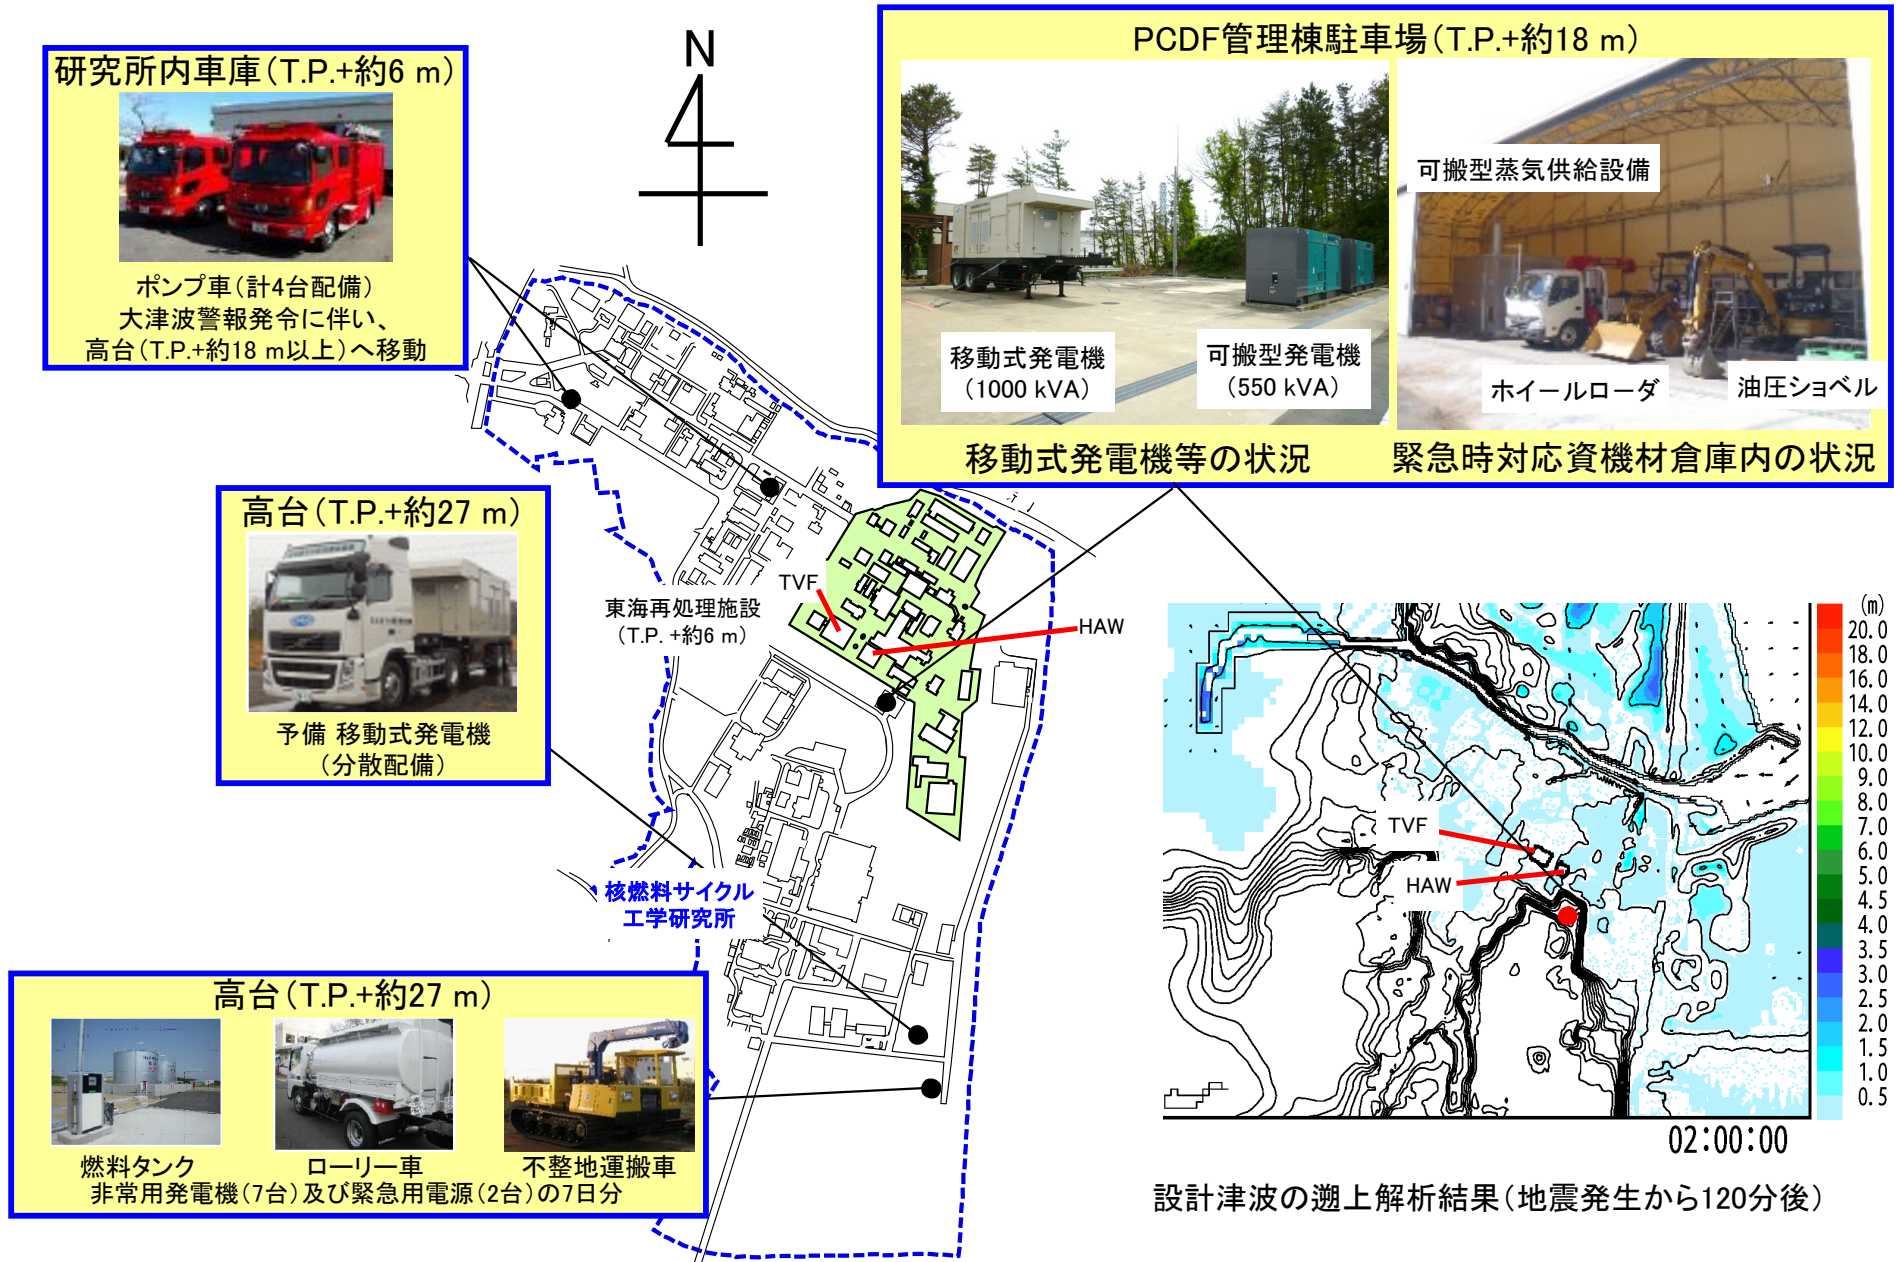 研究所内車庫(T.P.+約6 m)
ポンプ車(計4台配備)
大津波警報発令に伴い、
高台(T.P.+約18 m以上)へ移動
N
PCDF管理棟駐車場(T.P.+約18 m)
移動式発電機
(1000 kVA)
可搬型発電機
(550 kVA)
移動式発電機等の状況
可搬型蒸気供給設備
ホイールローダ
油圧ショベル
緊急時対応資機材倉庫内の状況
高台(T.P.+約27 m)
予備 移動式発電機
(分散配備)
東海再処理施設
(T.P. +約6 m)
TVF
HAW
核燃料サイクル
工学研究所
高台(T.P.+約27 m)
燃料タンク
ローリー車
不整地運搬車
非常用発電機(7台)及び緊急用電源(2台)の7日分
TVF
HAW
(m)
20.0
18.0
16.0
14.0
12.0
10.0
9.0
8.0
7.0
6.0
5.0
4.5
4.0
3.5
3.0
2.5
2.0
1.5
1.0
0.5
02:00:00
設計津波の遡上解析結果(地震発生から120分後)